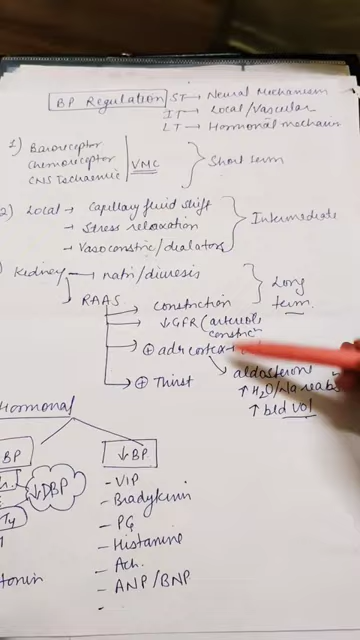 BP Regulation ST → Neural Mechanism
IT → Local/Vascular
LT → Hormonal mechanism
1) Baroreceptor
Chemoreceptor VMC
CNS Ischaemic
Short term
2) Local → Capillary fluid shift
→ Stress relaxation
→ Vasoconstric/dialators
Intermediate
Kidney → natri/diuresis
Long term.
RAAS → Constriction
→ ↓GFR (arteriole constricn
→ ⊕ adr cortex
aldosterone
↑ H2O/Na reabs
↑ bld vol
→ ⊕ Thirst
Hormonal
BP
↓DBP
↓BP
- VIP
- Bradykinin
- PG
- Histamine
- Ach.
- ANP/BNP
-